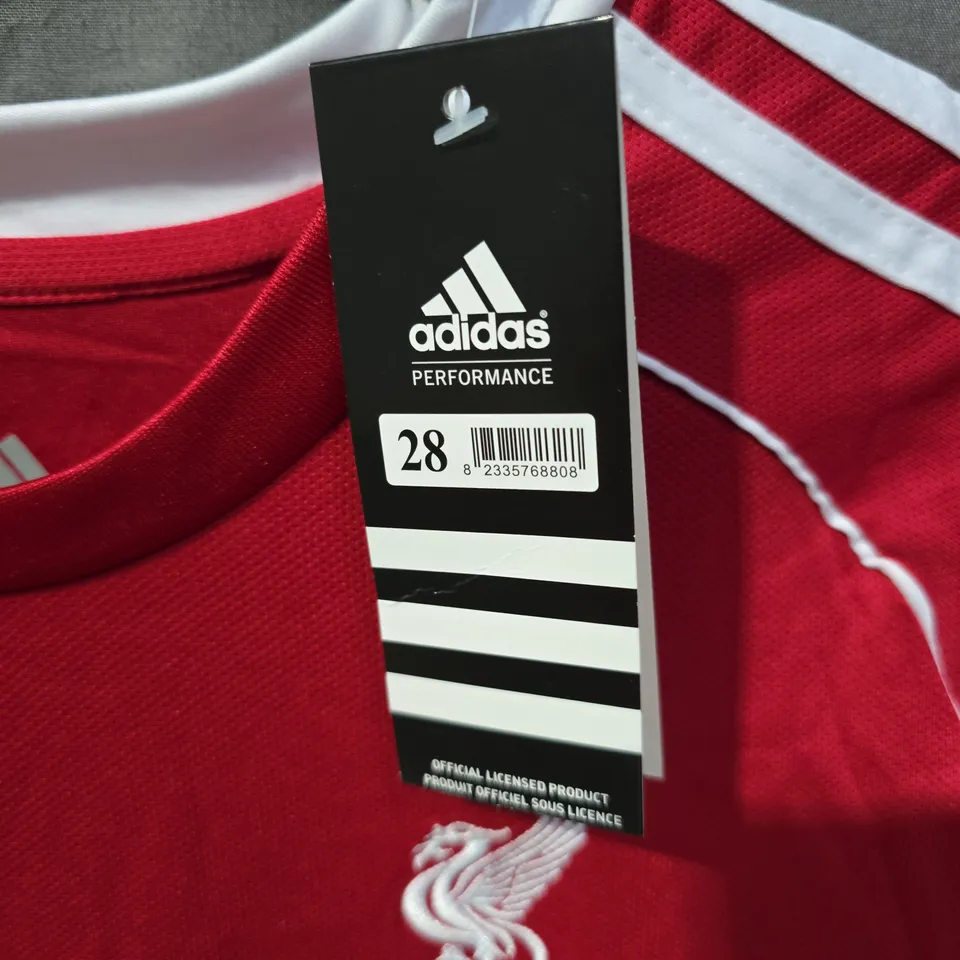 adidas®
PERFORMANCE
28
8 2335768808
OFFICIAL LICENSED PRODUCT
PRODUIT OFFICIEL SOUS LICENCE